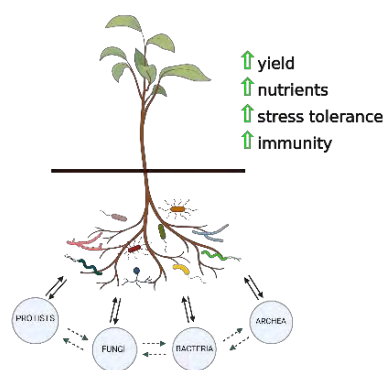 yield
nutrients
stress tolerance
immunity
PROTISTS
FUNGI
BACTERIA
ARCHEA